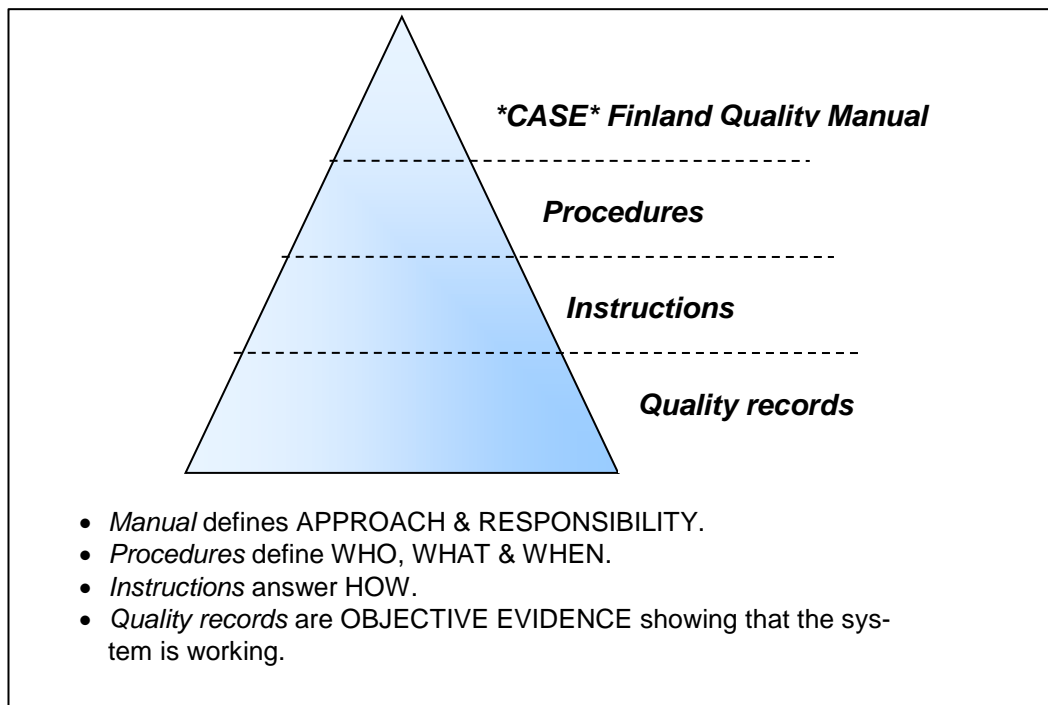 *CASE* Finland Quality Manual
Procedures
Instructions
Quality records
• Manual defines APPROACH & RESPONSIBILITY.
• Procedures define WHO, WHAT & WHEN.
• Instructions answer HOW.
• Quality records are OBJECTIVE EVIDENCE showing that the sys-
tem is working.